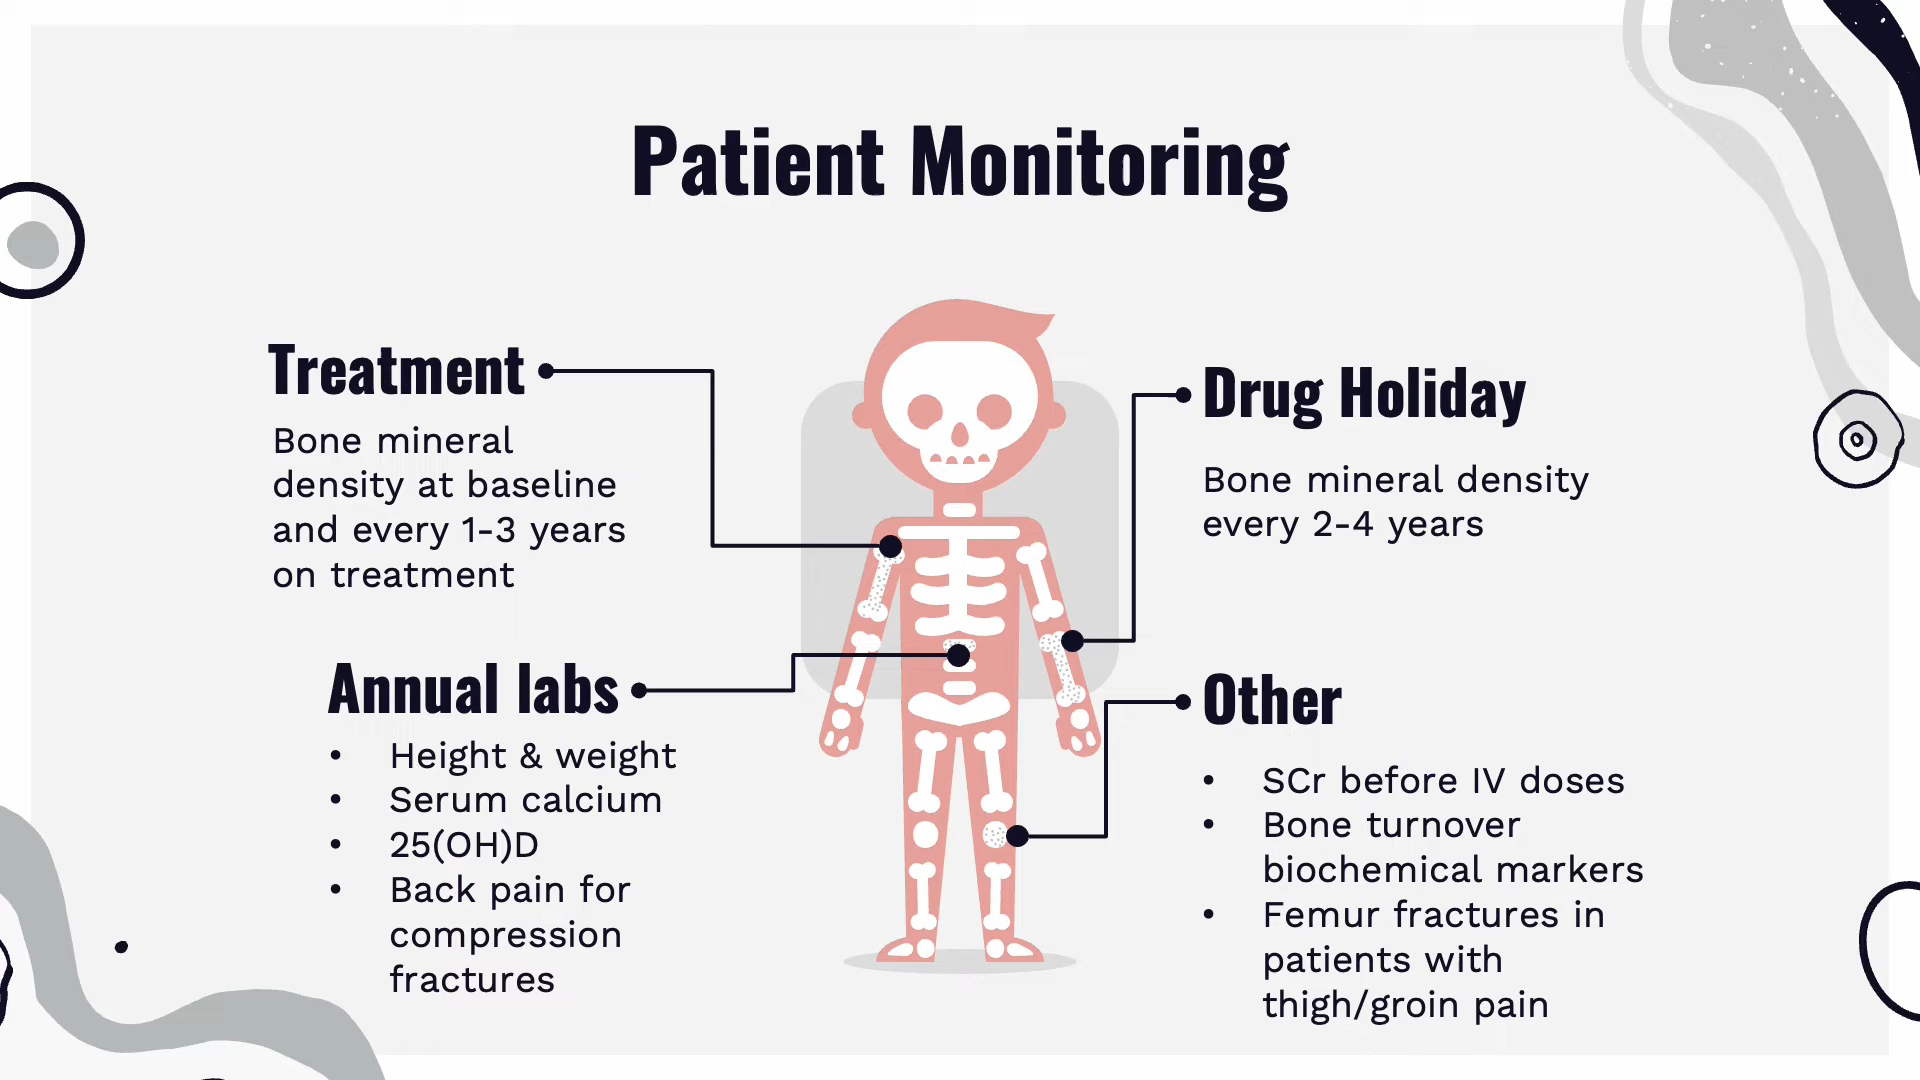 Patient Monitoring
Treatment
Bone mineral
density at baseline
and every 1-3 years
on treatment
Annual labs
• Height & weight
• Serum calcium
• 25(OH)D
• Back pain for
compression
fractures
Drug Holiday
Bone mineral density
every 2-4 years
Other
• SCr before IV doses
• Bone turnover
biochemical markers
• Femur fractures in
patients with
thigh/groin pain